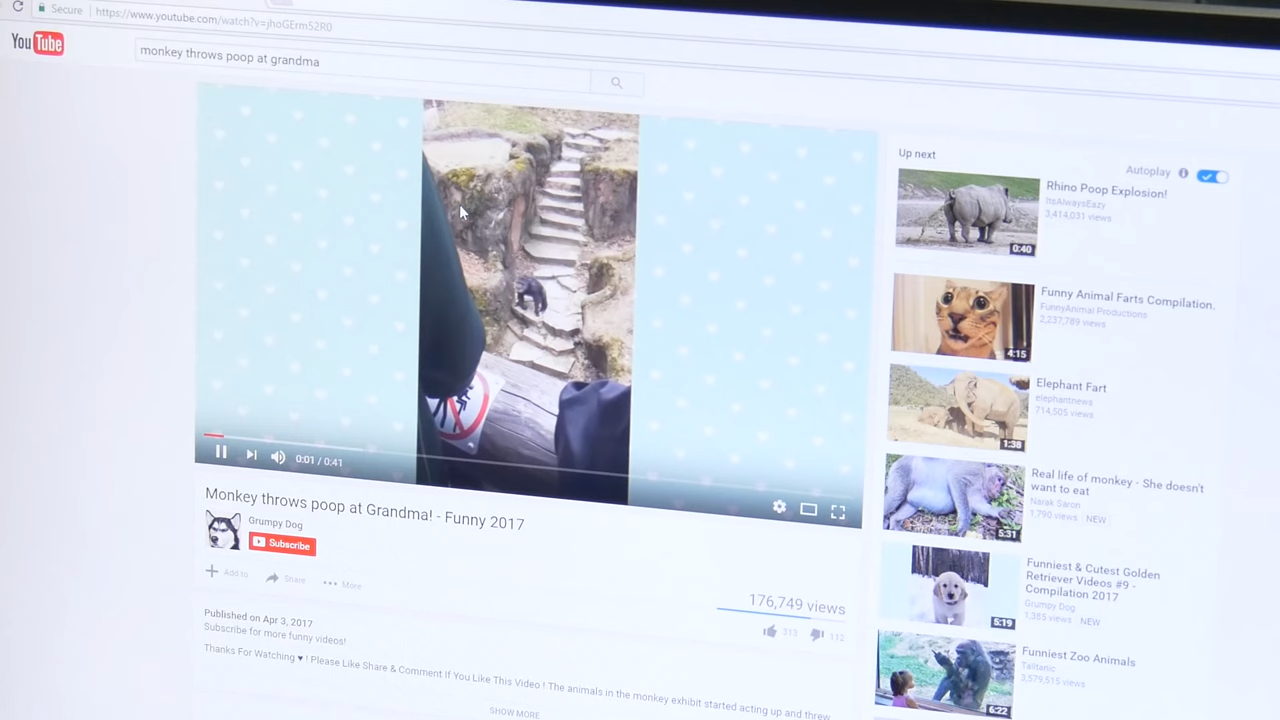 Secure https://www.youtube.com/watch?v=jhoGErm52R0
YouTube
monkey throws poop at grandma
0:01 / 0:41
Monkey throws poop at Grandma! - Funny 2017
Grumpy Dog
Subscribe
Add to Share More
176,749 views
313 112
Published on Apr 3, 2017
Subscribe for more funny videos!
Thanks For Watching ♥ ! Please Like Share & Comment If You Like This Video ! The animals in the monkey exhibit started acting up and threw
SHOW MORE
Up next
Autoplay
Rhino Poop Explosion!
ItsAlwaysEazy
3,414,031 views
0:40
Funny Animal Farts Compilation.
FunnyAnimal Productions
2,237,789 views
4:15
Elephant Fart
elephantnews
714,505 views
1:38
Real life of monkey - She doesn't
want to eat
Narak Saron
1,790 views NEW
5:31
Funniest & Cutest Golden
Retriever Videos #9 -
Compilation 2017
Grumpy Dog
1,365 views NEW
5:19
Funniest Zoo Animals
Taltanic
3,579,515 views
6:22